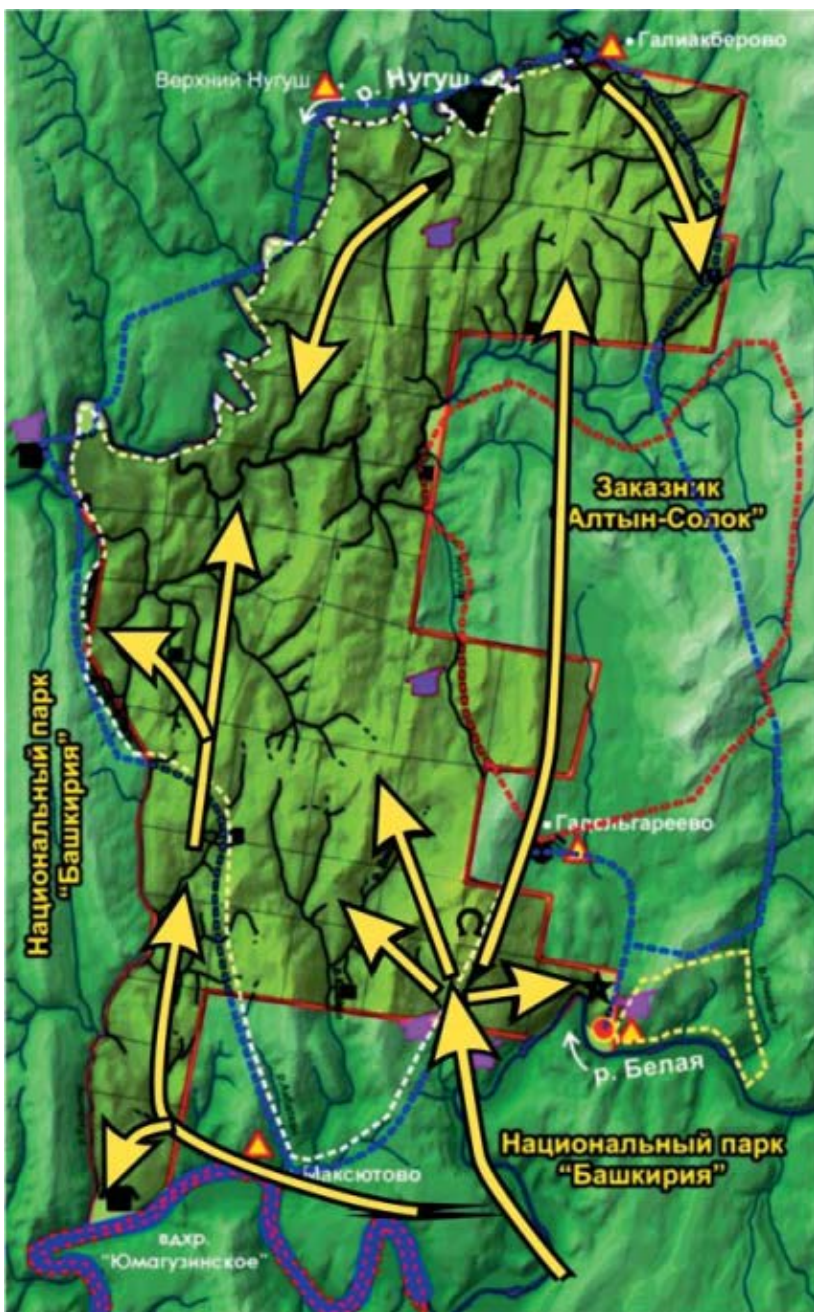 • Галиакберово
Верхний Нугуш
р. Нугуш
Заказник
"Алтын-Солок"
Национальный парк
"Башкирия"
• Гадельгареево
р. Белая
Национальный парк
"Башкирия"
Максютово
вдхр.
"Юмагузинское"